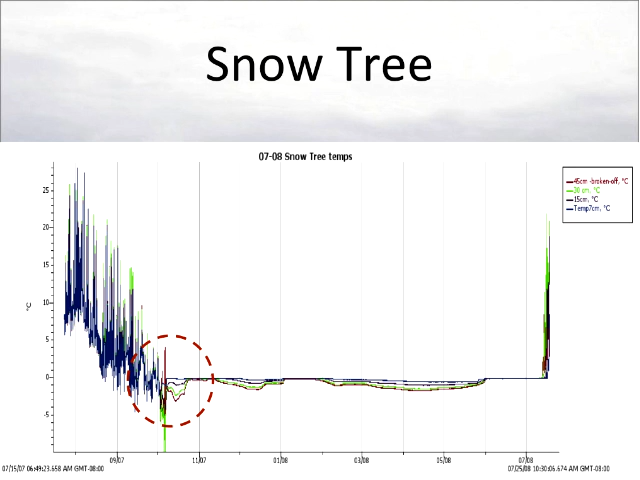 Snow Tree
07-08 Snow Tree temps
45cm -broken-off, °C
30 cm, °C
15cm, °C
Temp7cm, °C
25
20
15
10
5
0
-5
°C
09/07 11/07 01/08 03/08 15/08 07/08
07/15/07 06:49:23.658 AM GMT-08:00 07/25/08 10:30:06.674 AM GMT-08:00